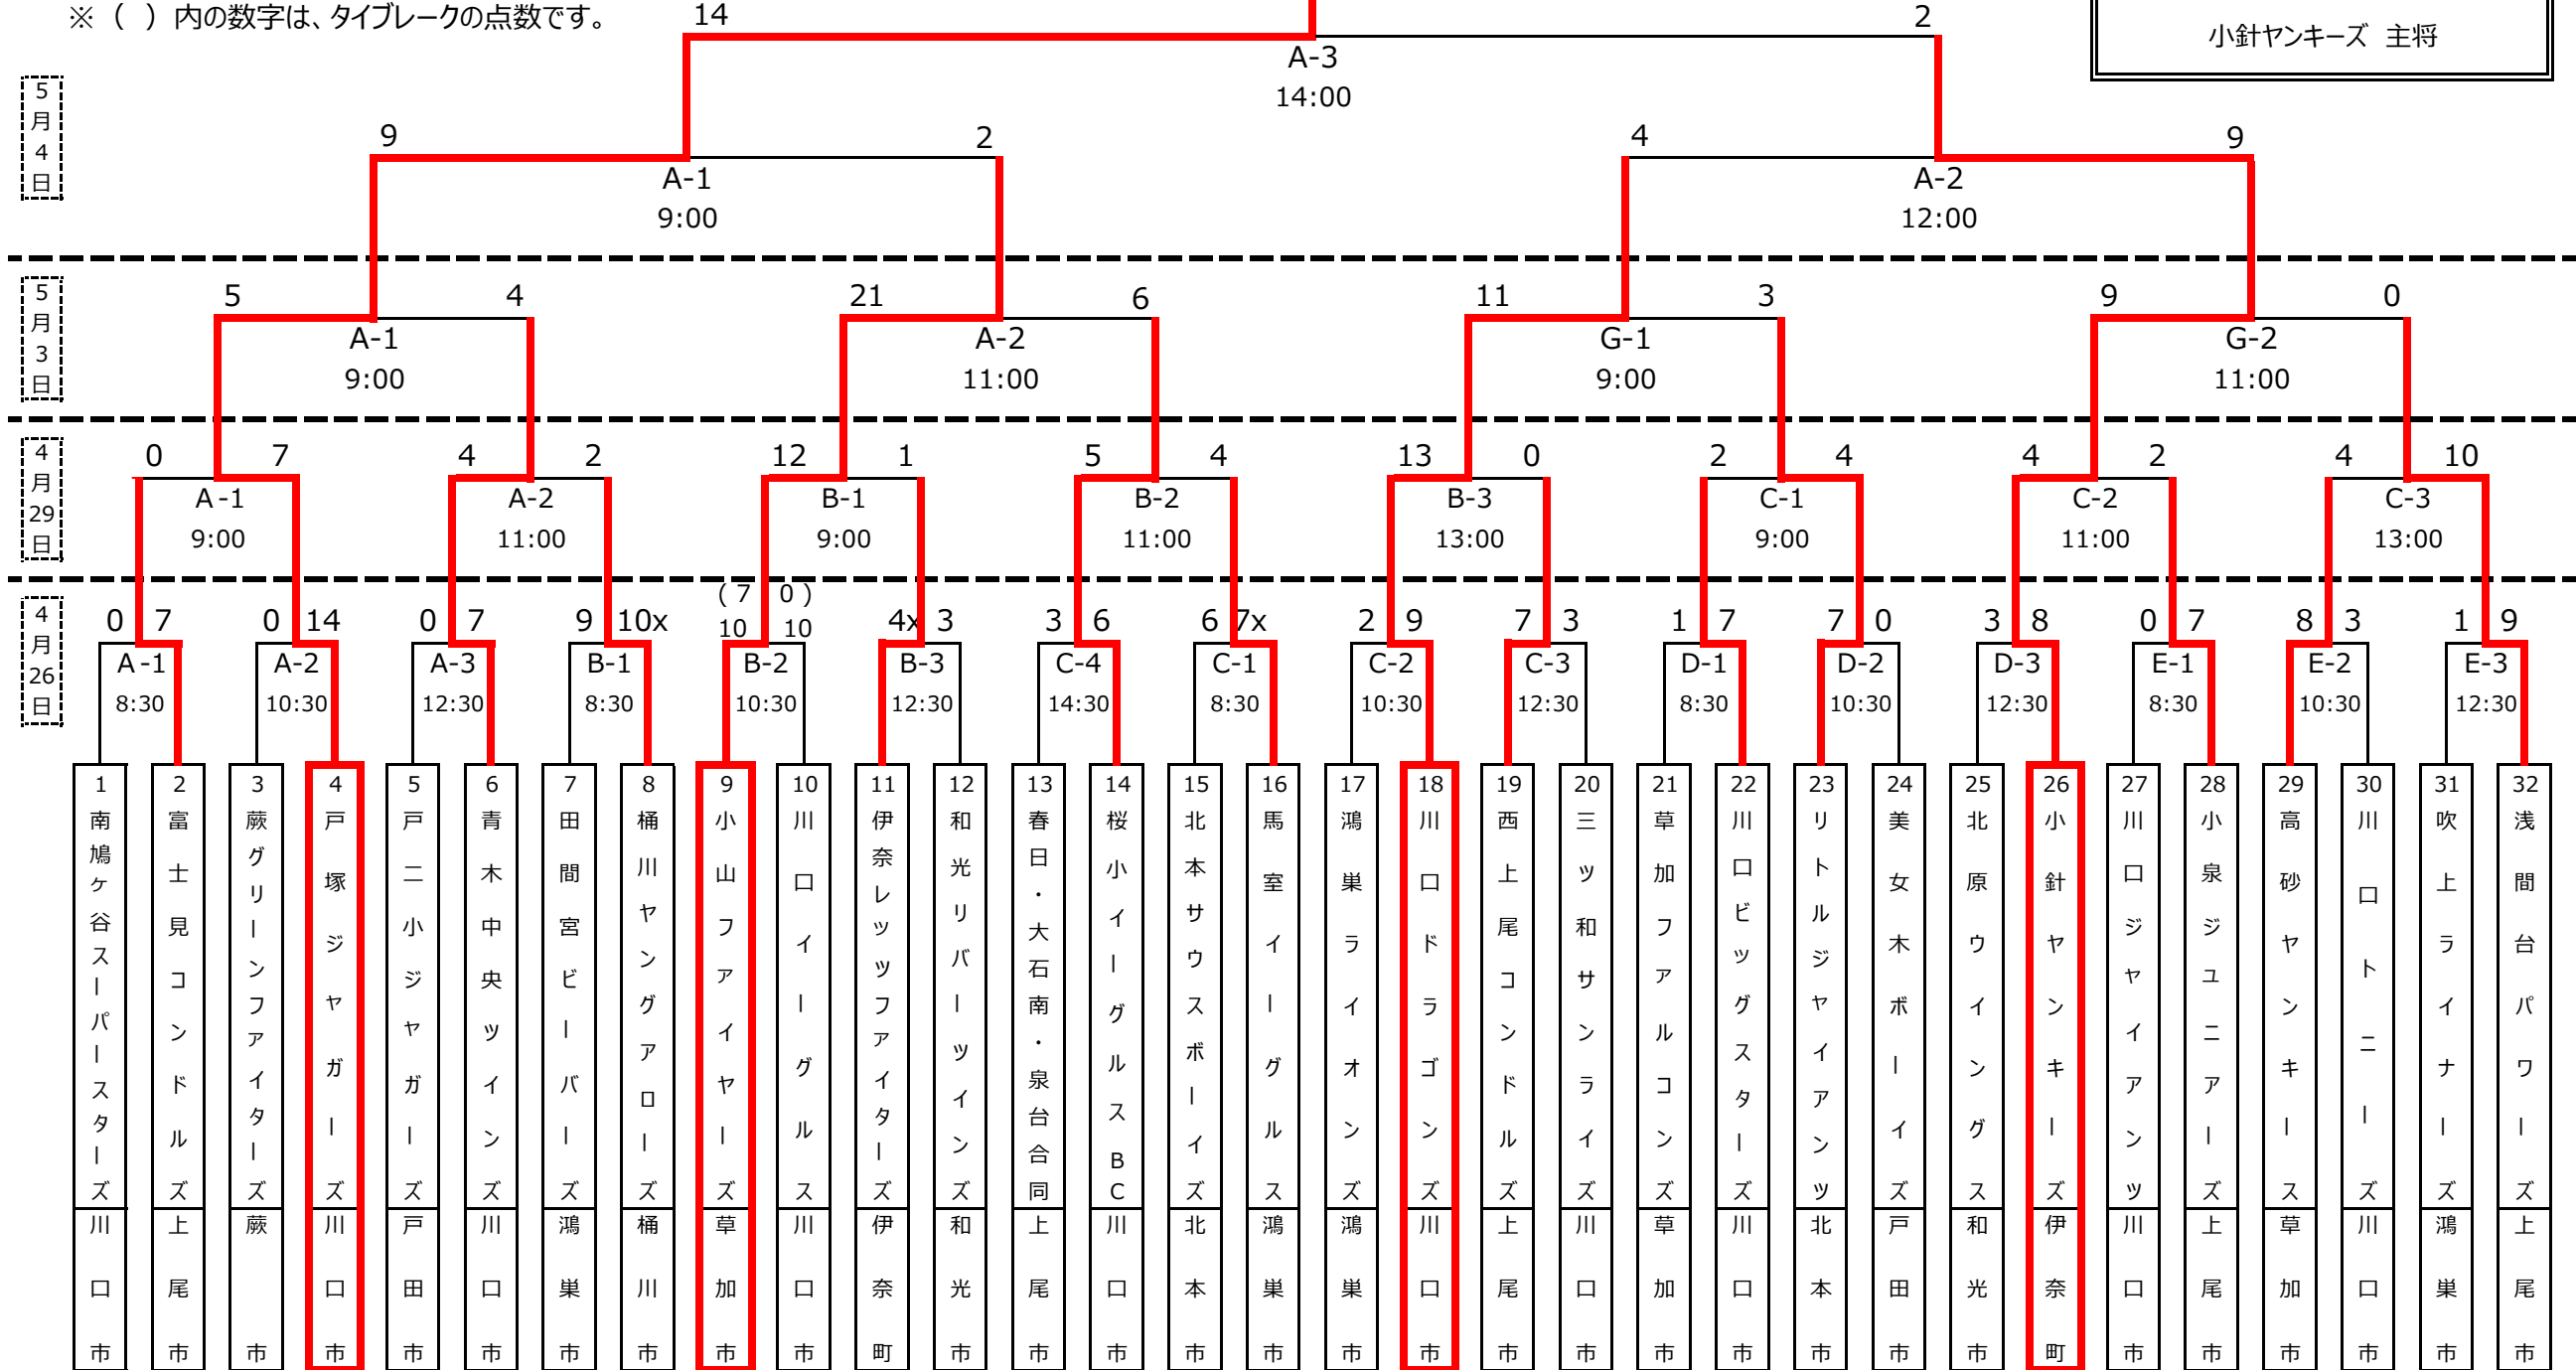 ※（　）内の数字は、タイブレークの点数です。
14
2
小針ヤンキーズ 主将
A-3
14:00
5月4日
9
2
4
9
A-1
A-2
9:00
12:00
5月3日
5
4
21
6
11
3
9
0
A-1
A-2
G-1
G-2
9:00
11:00
9:00
11:00
4月29日
0
7
4
2
12
1
5
4
13
0
2
4
4
2
4
10
A-1
A-2
B-1
B-2
B-3
C-1
C-2
C-3
9:00
11:00
9:00
11:00
13:00
9:00
11:00
13:00
4月26日
(7 0)
0 7
0 14
0 7
9 10x
10 10
4x 3
3 6
6 7x
2 9
7 3
1 7
7 0
3 8
0 7
8 3
1 9
A-1
A-2
A-3
B-1
B-2
B-3
C-4
C-1
C-2
C-3
D-1
D-2
D-3
E-1
E-2
E-3
8:30
10:30
12:30
8:30
10:30
12:30
14:30
8:30
10:30
12:30
8:30
10:30
12:30
8:30
10:30
12:30
1 南鳩ケ谷スーパースターズ 川口市
2 富士見コンドルズ 上尾市
3 蕨グリーンファイターズ 蕨市
4 戸塚ジャガーズ 川口市
5 戸二小ジャガーズ 戸田市
6 青木中央ツインズ 川口市
7 田間宮ビーバーズ 鴻巣市
8 桶川ヤングアローズ 桶川市
9 小山ファイヤーズ 草加市
10 川口イーグルス 川口市
11 伊奈レッツファイターズ 伊奈町
12 和光リバーツインズ 和光市
13 春日・大石南・泉台合同 上尾市
14 桜小イーグルスBC 川口市
15 北本サウスボーイズ 北本市
16 馬室イーグルス 鴻巣市
17 鴻巣ライオンズ 鴻巣市
18 川口ドラゴンズ 川口市
19 西上尾コンドルズ 上尾市
20 三ツ和サンライズ 川口市
21 草加ファルコンズ 草加市
22 川口ビッグスターズ 川口市
23 リトルジャイアンツ 北本市
24 美女木ボーイズ 戸田市
25 北原ウイングス 和光市
26 小針ヤンキーズ 伊奈町
27 川口ジャイアンツ 川口市
28 小泉ジュニアーズ 上尾市
29 高砂ヤンキース 草加市
30 川口トニーズ 川口市
31 吹上ライナーズ 鴻巣市
32 浅間台パワーズ 上尾市